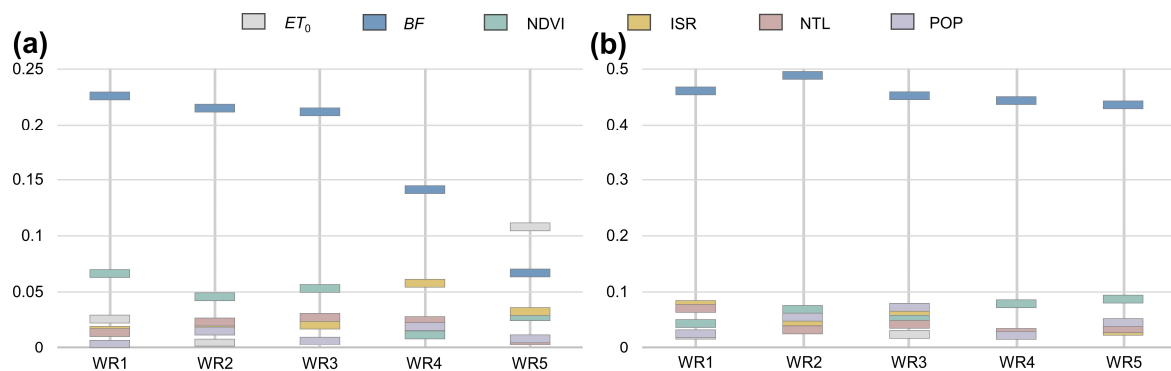 ET0 BF NDVI ISR NTL POP
(a)
0.25
0.2
0.15
0.1
0.05
0
WR1 WR2 WR3 WR4 WR5
(b)
0.5
0.4
0.3
0.2
0.1
0
WR1 WR2 WR3 WR4 WR5